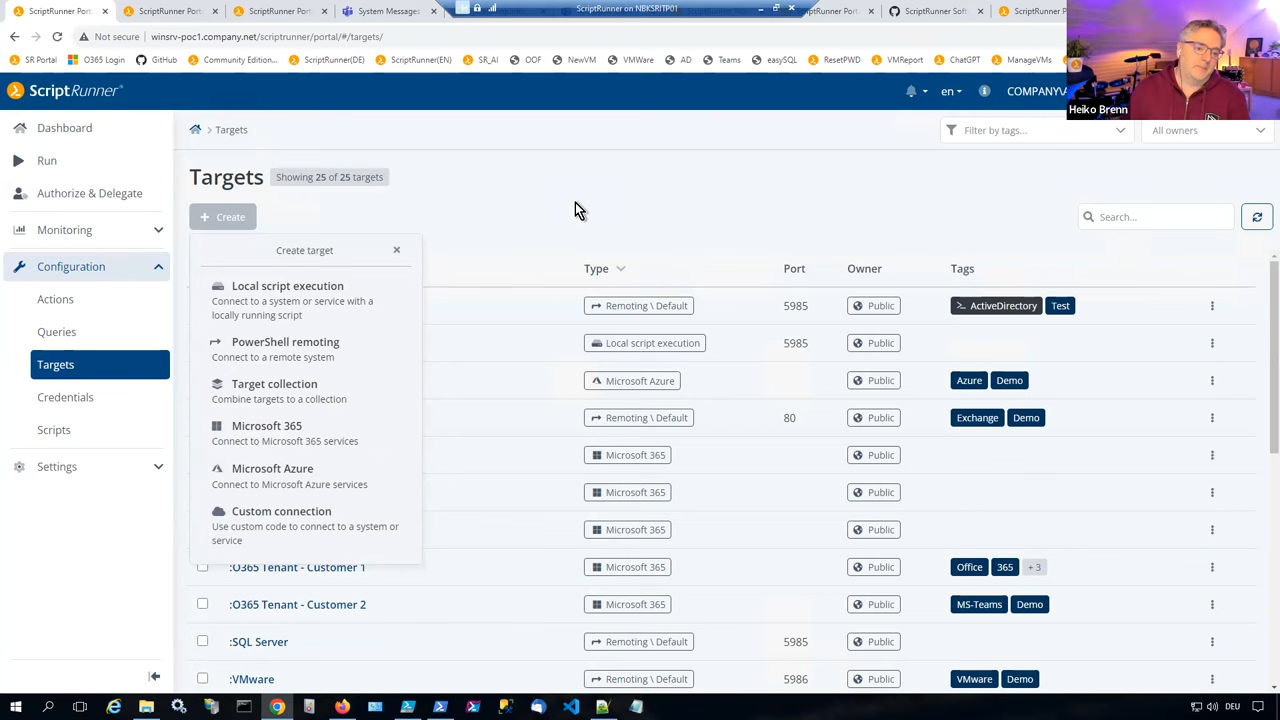 ScriptRunner Port
ScriptRunner Port
ScriptRunner Port
System Messages
ScriptRunner on NBKSRITP01
GitHub ScriptRunner Soft
ScriptRunner Por
Not secure winsrv-poc1.company.net/scriptrunner/portal/#/targets/
SR Portal O365 Login GitHub Community Edition... ScriptRunner(DE) ScriptRunner(EN) SR_AI OOF NewVM VMWare AD Teams easySQL ResetPWD VMReport ChatGPT ManageVMs
ScriptRunner
en
COMPANY\A
Heiko Brenn
Dashboard
Run
Authorize & Delegate
Monitoring
Configuration
Actions
Queries
Targets
Credentials
Scripts
Settings
> Targets
Filter by tags...
All owners
Targets
Showing 25 of 25 targets
+ Create
Search...
Create target ×
Local script execution
Connect to a system or service with a
locally running script
PowerShell remoting
Connect to a remote system
Target collection
Combine targets to a collection
Microsoft 365
Connect to Microsoft 365 services
Microsoft Azure
Connect to Microsoft Azure services
Custom connection
Use custom code to connect to a system or
service
Type Port Owner Tags
Remoting \ Default 5985 Public ActiveDirectory Test
Local script execution 5985 Public
Microsoft Azure Public Azure Demo
Remoting \ Default 80 Public Exchange Demo
Microsoft 365 Public
Microsoft 365 Public
Microsoft 365 Public
:O365 Tenant - Customer 1 Microsoft 365 Public Office 365 + 3
:O365 Tenant - Customer 2 Microsoft 365 Public MS-Teams Demo
:SQL Server Remoting \ Default 5985 Public
:VMware Remoting \ Default 5986 Public VMware Demo
DEU